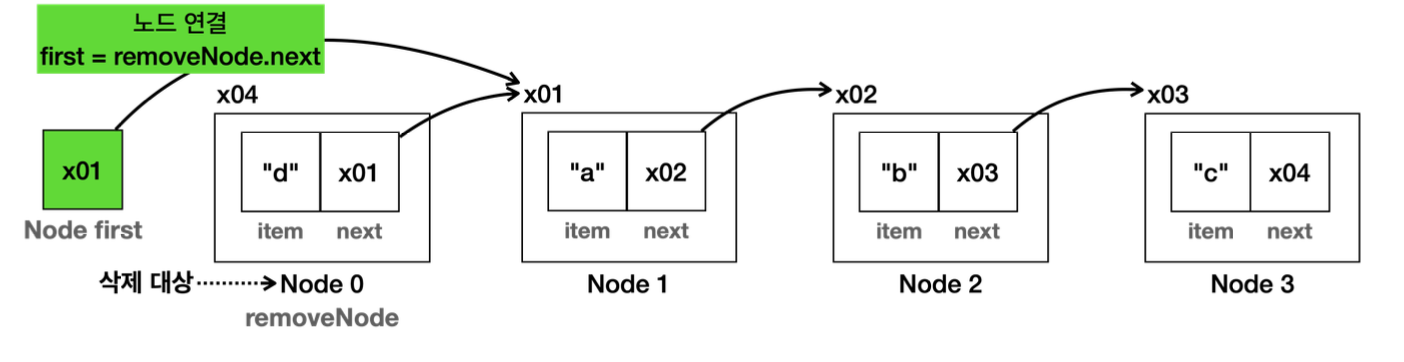 노드 연결
first = removeNode.next
x04
x01
x02
x03
x01
"d"
x01
"a"
x02
"b"
x03
"c"
x04
Node first
item
next
item
next
item
next
item
next
삭제 대상
Node 0
Node 1
Node 2
Node 3
removeNode